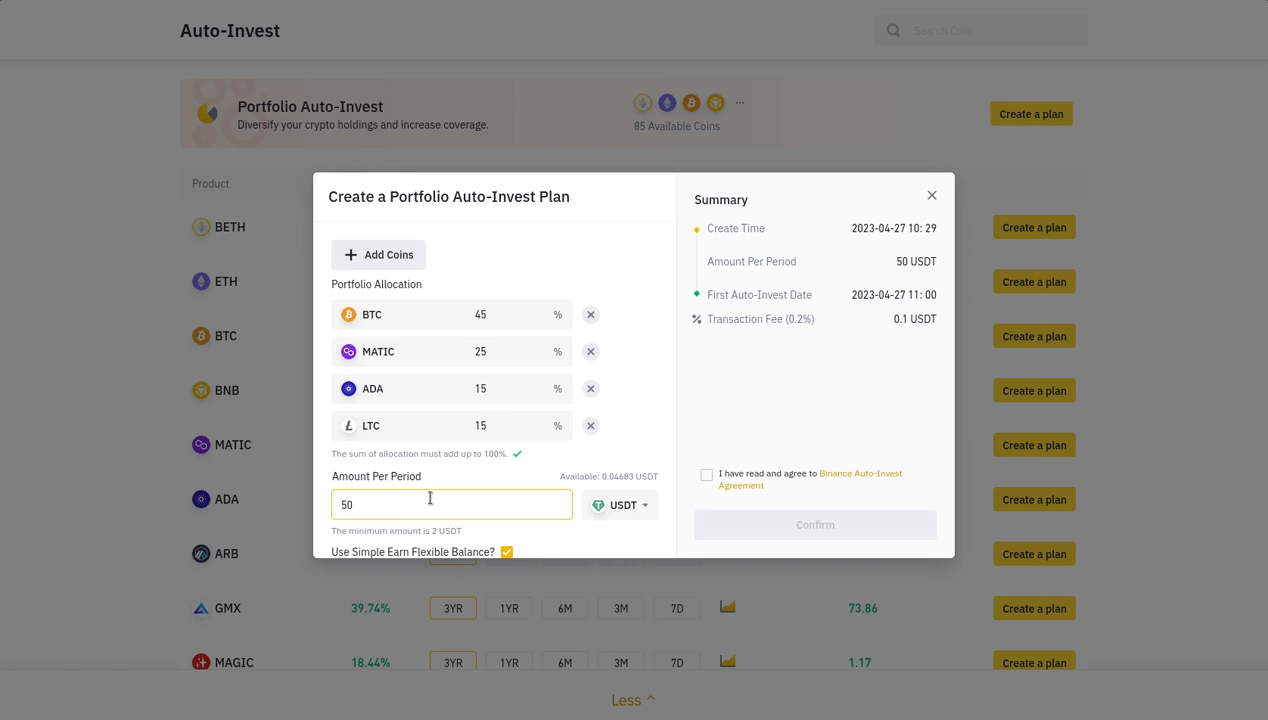 Auto-Invest
Search Coin
Portfolio Auto-Invest
Diversify your crypto holdings and increase coverage.
85 Available Coins
Create a plan
Product
BETH
Create a plan
ETH
Create a plan
BTC
Create a plan
BNB
Create a plan
MATIC
Create a plan
ADA
Create a plan
ARB
Create a plan
GMX 39.74% 3YR 1YR 6M 3M 7D 73.86 Create a plan
MAGIC 18.44% 3YR 1YR 6M 3M 7D 1.17 Create a plan
Less
Create a Portfolio Auto-Invest Plan
+ Add Coins
Portfolio Allocation
BTC 45 %
MATIC 25 %
ADA 15 %
LTC 15 %
The sum of allocation must add up to 100%.
Amount Per Period Available: 0.04683 USDT
50 USDT
The minimum amount is 2 USDT
Use Simple Earn Flexible Balance?
Summary
Create Time 2023-04-27 10: 29
Amount Per Period 50 USDT
First Auto-Invest Date 2023-04-27 11: 00
% Transaction Fee (0.2%) 0.1 USDT
I have read and agree to Binance Auto-Invest
Agreement
Confirm